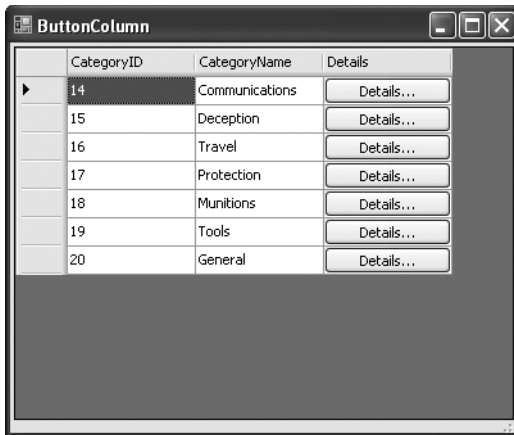 ButtonColumn
CategoryID CategoryName Details
14 Communications Details...
15 Deception Details...
16 Travel Details...
17 Protection Details...
18 Munitions Details...
19 Tools Details...
20 General Details...